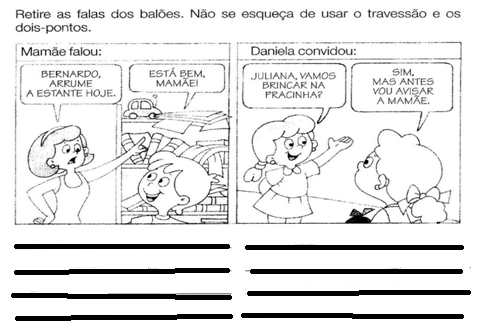 Retire as falas dos balões. Não se esqueça de usar o travessão e os
dois-pontos.
Mamãe falou:
BERNARDO,
ARRUME
A ESTANTE HOJE.
ESTÁ BEM,
MAMÃE!
Daniela convidou:
JULIANA, VAMOS
BRINCAR NA
PRACINHA?
SIM,
MAS ANTES
VOU AVISAR
A MAMÃE.